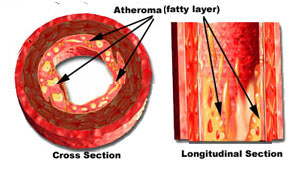 Atheroma (fatty layer)
Cross Section
Longitudinal Section